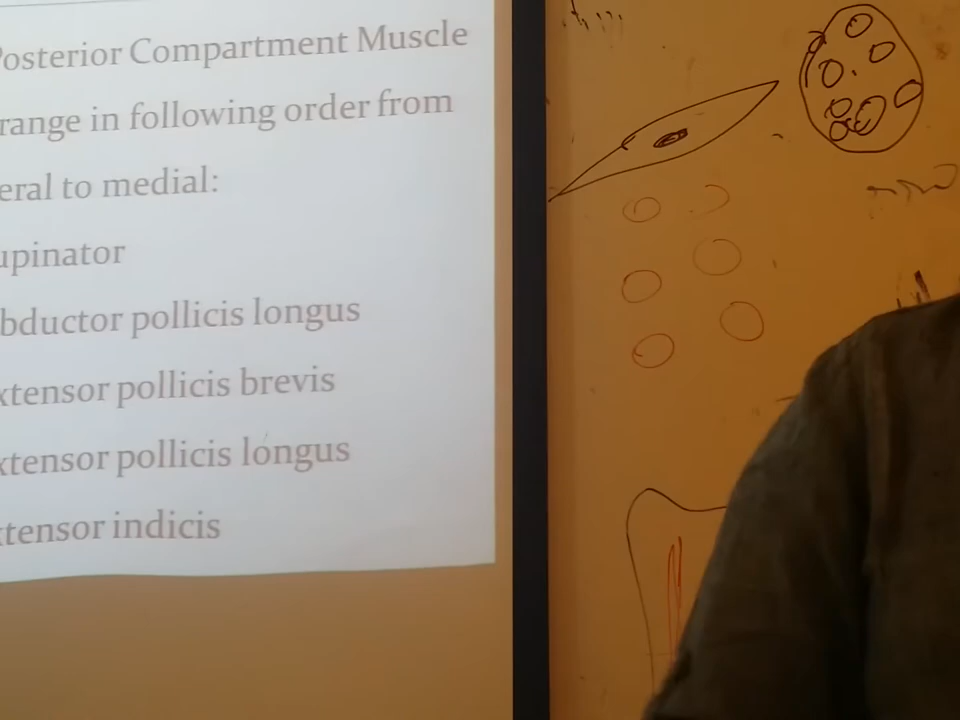 Posterior Compartment Muscle
range in following order from
eral to medial:
upinator
bductor pollicis longus
xtensor pollicis brevis
xtensor pollicis longus
xtensor indicis